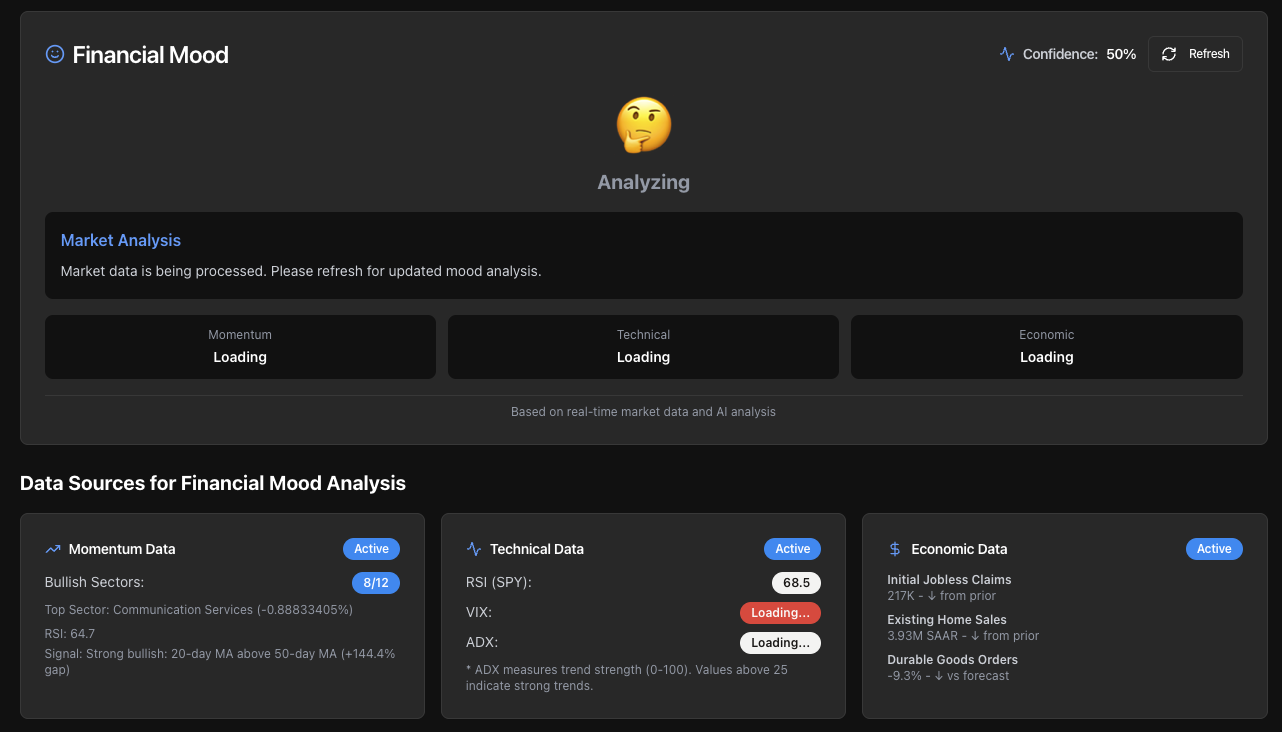 Financial Mood
Confidence: 50%
Refresh
Analyzing
Market Analysis
Market data is being processed. Please refresh for updated mood analysis.
Momentum
Loading
Technical
Loading
Economic
Loading
Based on real-time market data and AI analysis
Data Sources for Financial Mood Analysis
Momentum Data
Active
Bullish Sectors:
8/12
Top Sector: Communication Services (-0.88833405%)
RSI: 64.7
Signal: Strong bullish: 20-day MA above 50-day MA (+144.4%
gap)
Technical Data
Active
RSI (SPY):
68.5
VIX:
Loading...
ADX:
Loading...
* ADX measures trend strength (0-100). Values above 25
indicate strong trends.
Economic Data
Active
Initial Jobless Claims
217K - ↓ from prior
Existing Home Sales
3.93M SAAR - ↓ from prior
Durable Goods Orders
-9.3% - ↓ vs forecast